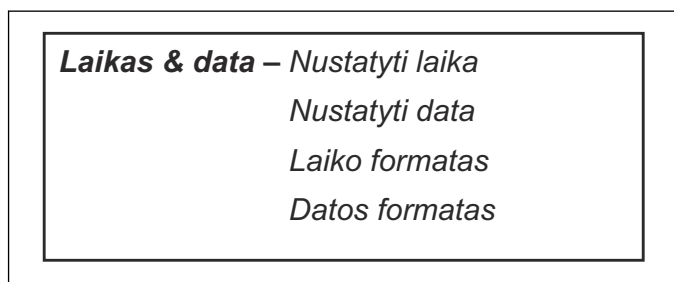 Laikas & data – Nustatyti laika
Nustatyti data
Laiko formatas
Datos formatas